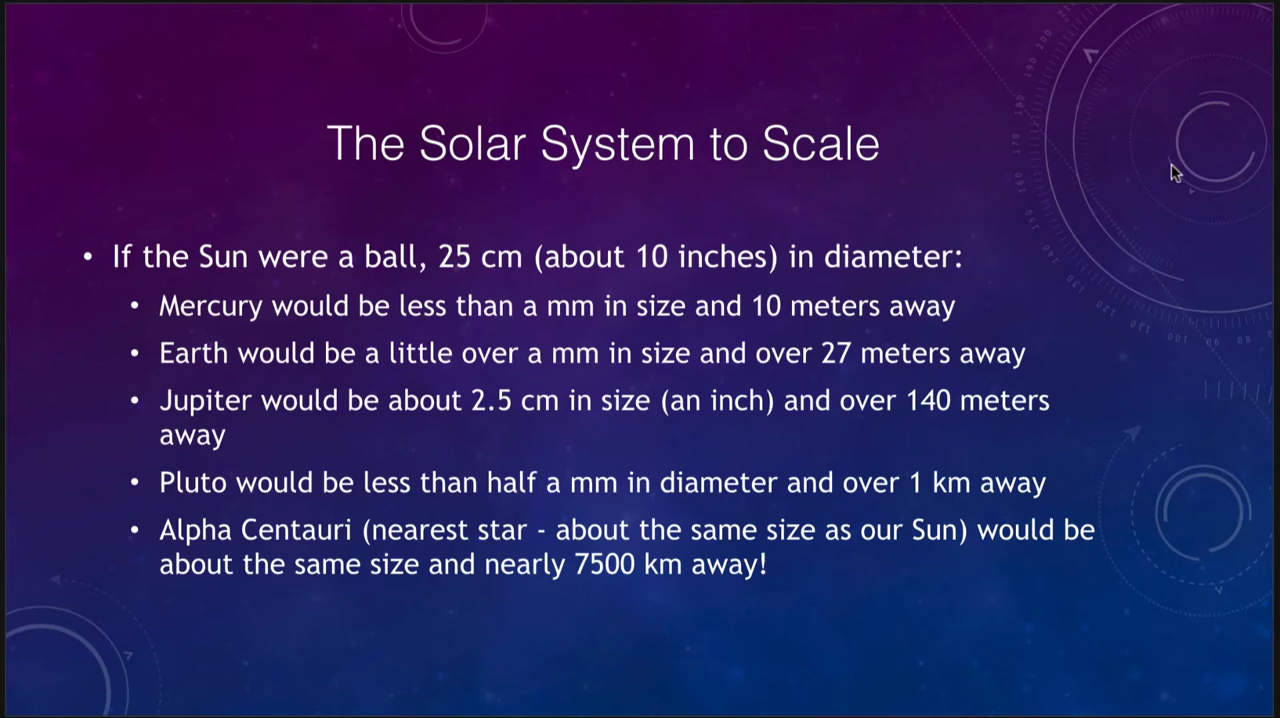 The Solar System to Scale
• If the Sun were a ball, 25 cm (about 10 inches) in diameter:
• Mercury would be less than a mm in size and 10 meters away
• Earth would be a little over a mm in size and over 27 meters away
• Jupiter would be about 2.5 cm in size (an inch) and over 140 meters
away
• Pluto would be less than half a mm in diameter and over 1 km away
• Alpha Centauri (nearest star - about the same size as our Sun) would be
about the same size and nearly 7500 km away!